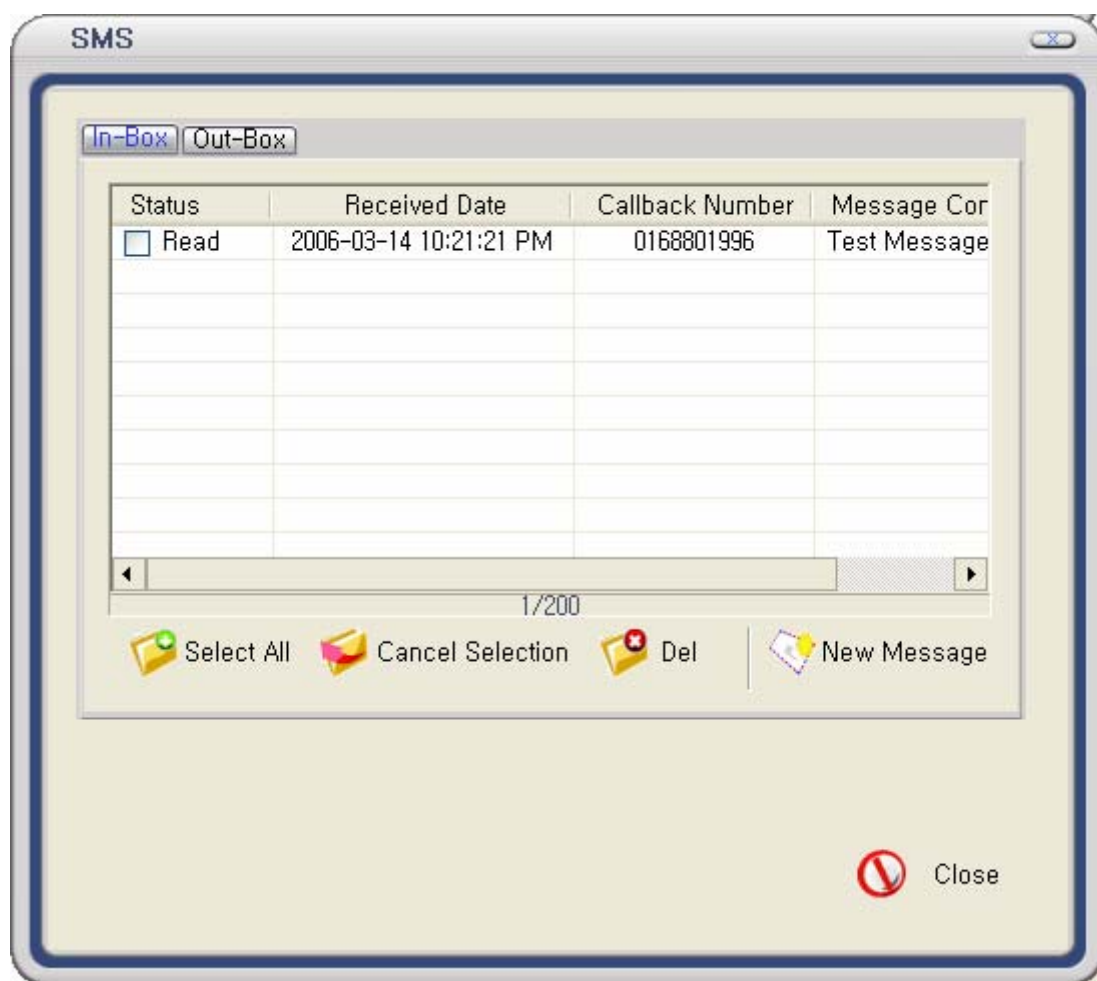 SMS
In-Box Out-Box
Status Received Date Callback Number Message Cor
Read 2006-03-14 10:21:21 PM 0168801996 Test Message
1/200
Select All Cancel Selection Del New Message
Close